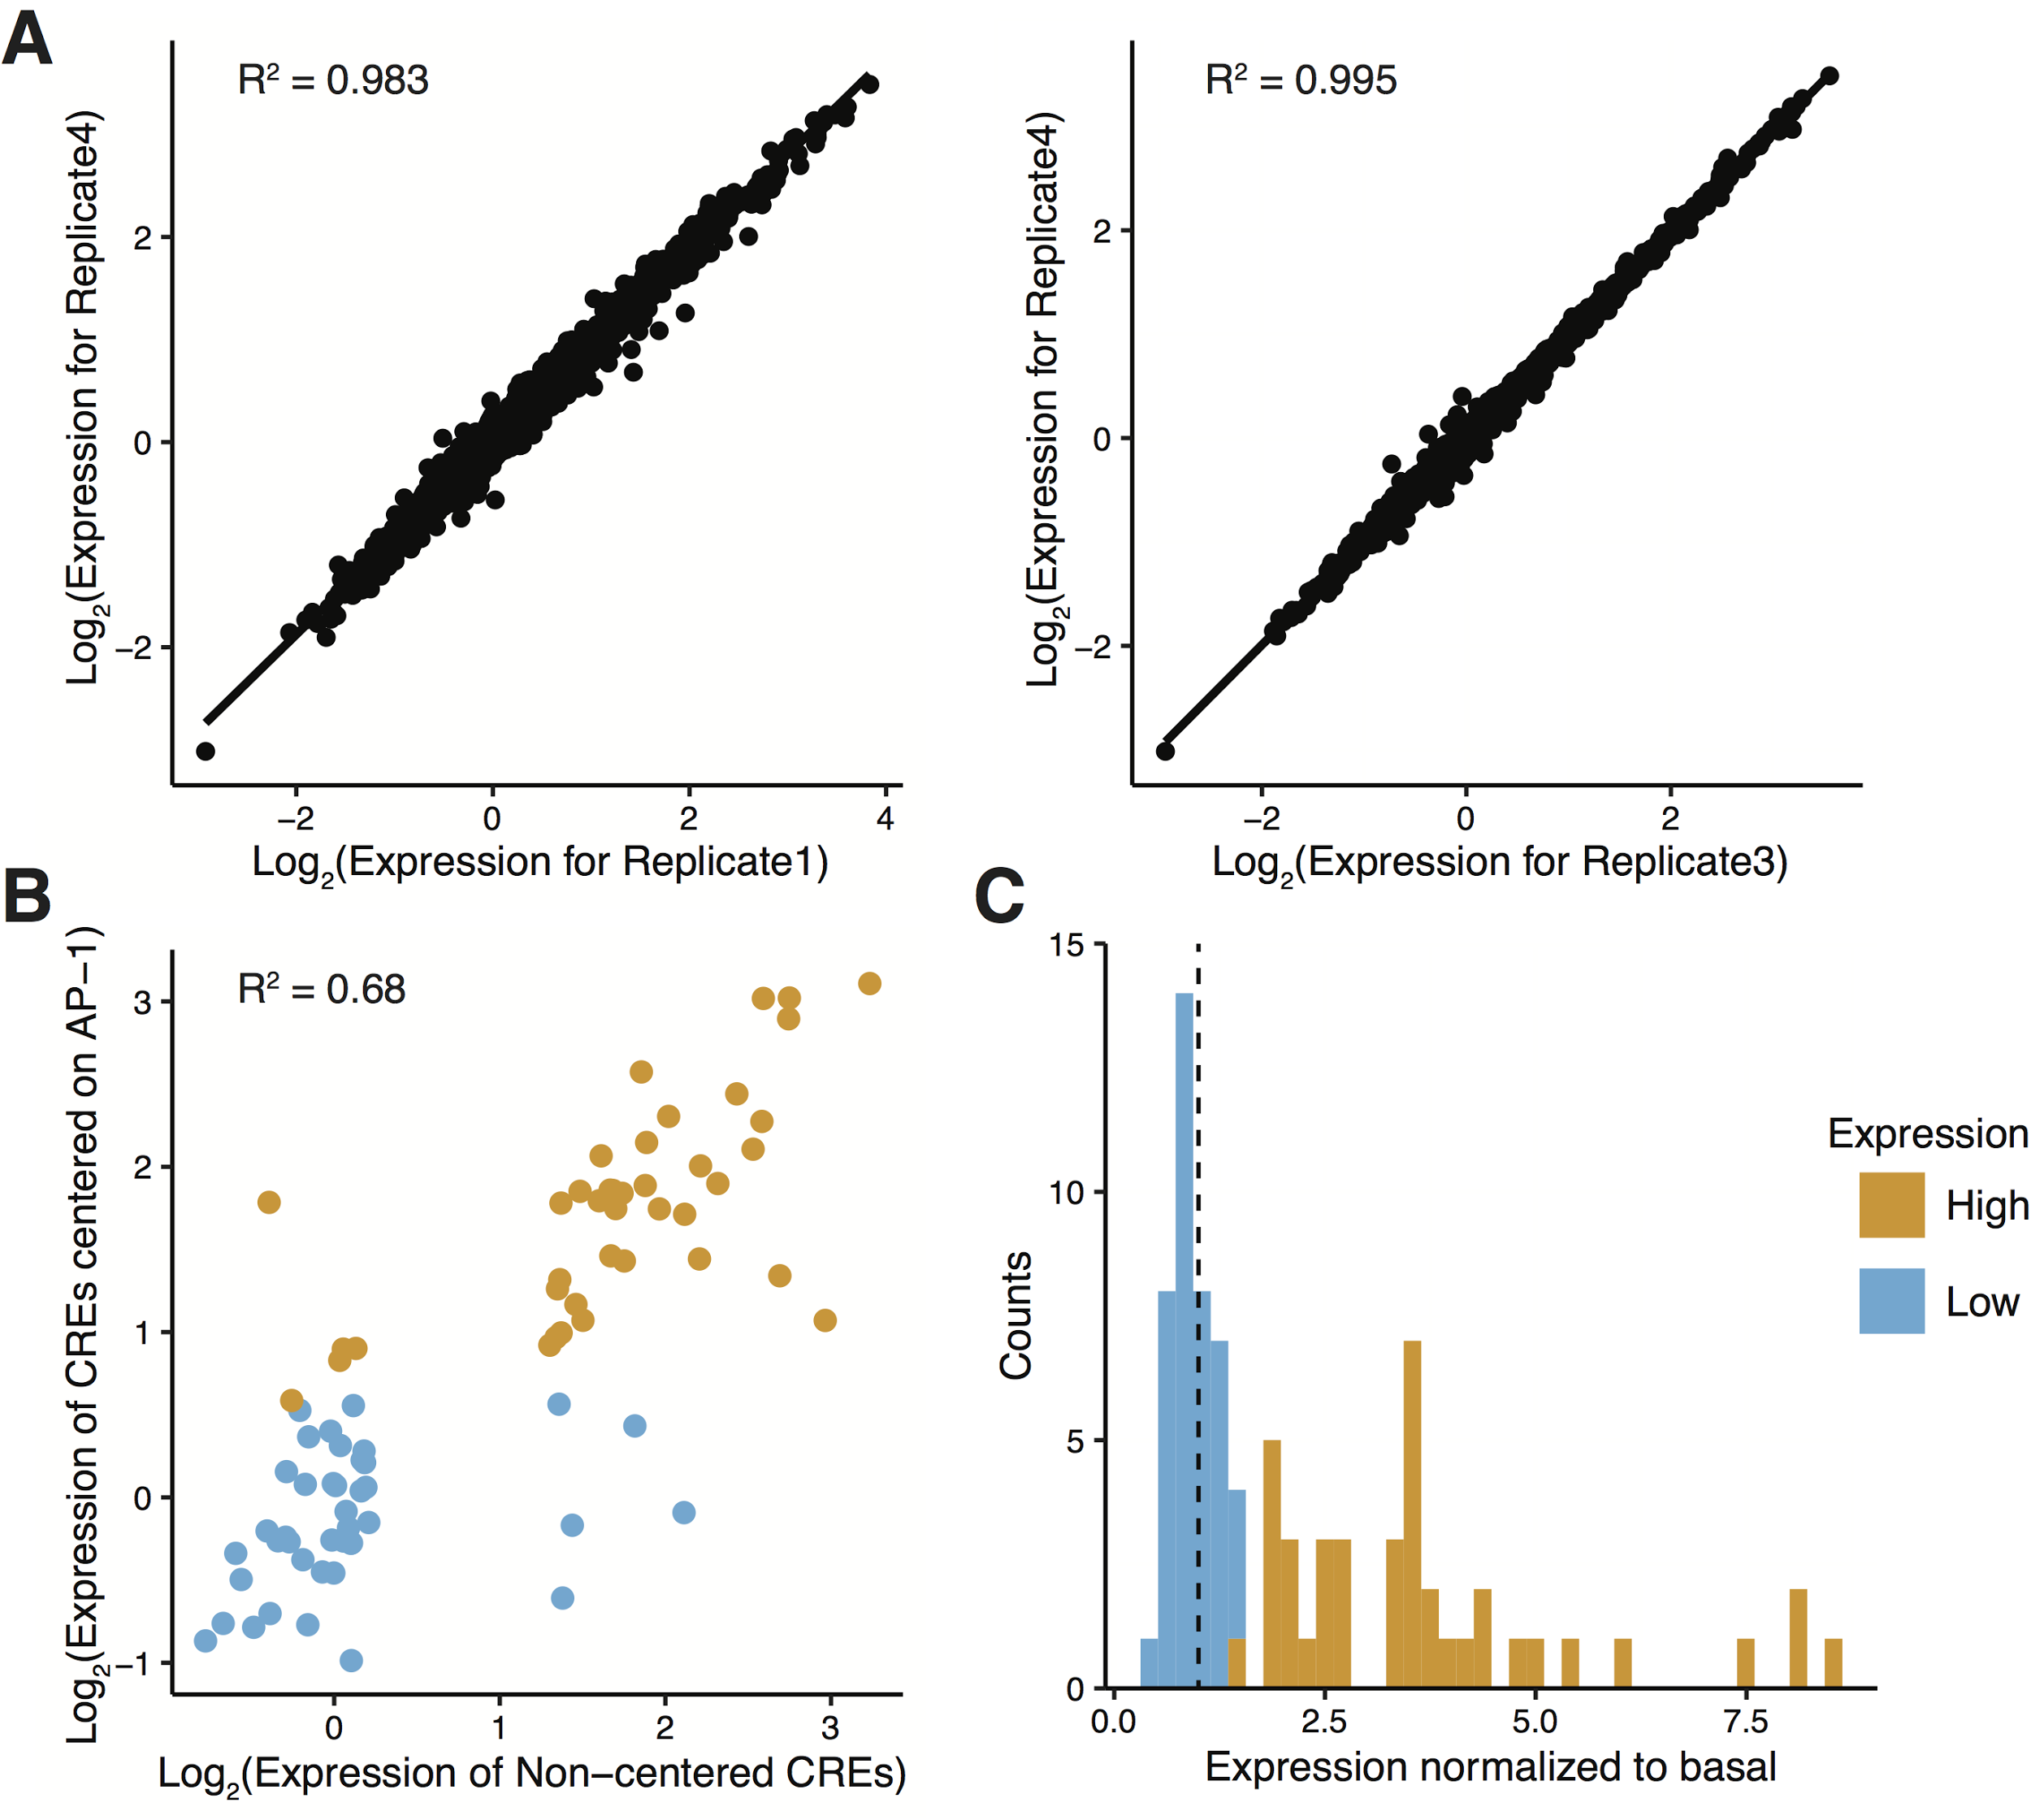 A
R² = 0.983
Log₂(Expression for Replicate4)
2
0
−2
−2 0 2 4
Log₂(Expression for Replicate1)
R² = 0.995
Log₂(Expression for Replicate4)
2
0
−2
−2 0 2
Log₂(Expression for Replicate3)
B
R² = 0.68
Log₂(Expression of CREs centered on AP−1)
3
2
1
0
−1
0 1 2 3
Log₂(Expression of Non−centered CREs)
C
Counts
15
10
5
0
0.0 2.5 5.0 7.5
Expression normalized to basal
Expression
High
Low